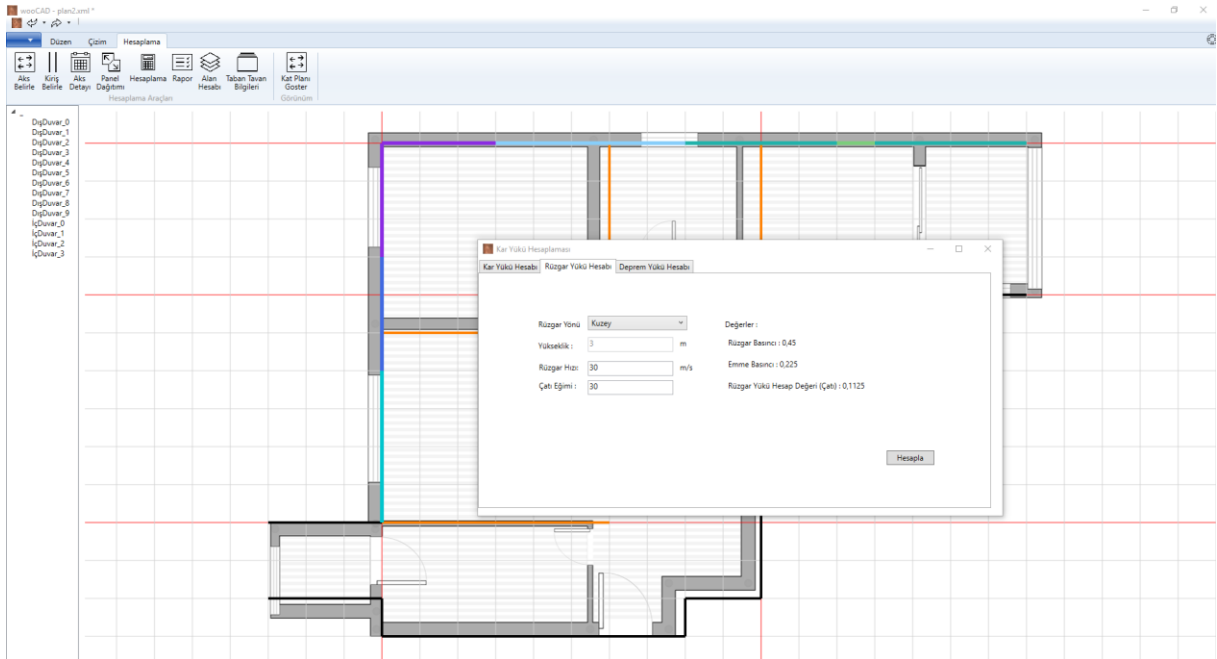 wooCAD - plan2.xml *
Düzen Çizim Hesaplama
Aks Belirle
Kiriş Belirle
Aks Detayı
Panel Dağıtımı
Hesaplama
Rapor
Alan Hesabı
Taban Tavan Bilgileri
Kat Planı Goster
Hesaplama Araçları
Görünüm
DışDuvar_0
DışDuvar_1
DışDuvar_2
DışDuvar_3
DışDuvar_4
DışDuvar_5
DışDuvar_6
DışDuvar_7
DışDuvar_8
DışDuvar_9
İçDuvar_0
İçDuvar_1
İçDuvar_2
İçDuvar_3
Kar Yükü Hesaplaması
Kar Yükü Hesabı Rüzgar Yükü Hesabı Deprem Yükü Hesabı
Rüzgar Yönü Kuzey
Yükseklik : 3 m
Rüzgar Hızı 30 m/s
Çatı Eğimi : 30
Değerler :
Rüzgar Basıncı : 0,45
Emme Basıncı : 0,225
Rüzgar Yükü Hesap Değeri (Çatı) : 0,1125
Hesapla